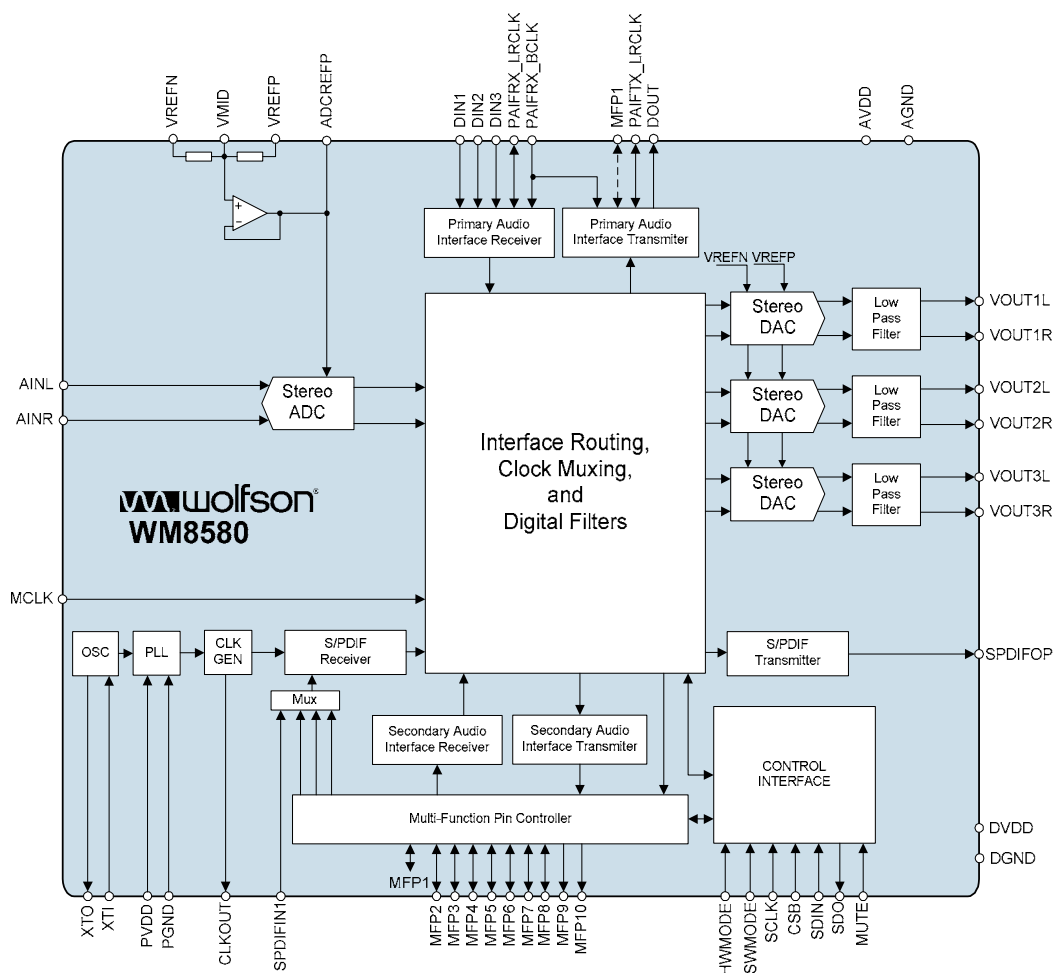 VREFN
VMID
VREFP
ADCREFP
DIN1
DIN2
DIN3
PAIFRX_LRCLK
PAIFRX_BCLK
MFP1
PAIFTX_LRCLK
DOUT
AVDD
AGND
+
−
Primary Audio
Interface Receiver
Primary Audio
Interface Transmiter
VREFN VREFP
Stereo
DAC
Low
Pass
Filter
VOUT1L
VOUT1R
AINL
AINR
Stereo
ADC
Stereo
DAC
Low
Pass
Filter
VOUT2L
VOUT2R
Interface Routing,
Clock Muxing,
and
Digital Filters
Stereo
DAC
Low
Pass
Filter
VOUT3L
VOUT3R
wolfson®
WM8580
MCLK
OSC
PLL
CLK
GEN
S/PDIF
Receiver
S/PDIF
Transmitter
SPDIFOP
Mux
Secondary Audio
Interface Receiver
Secondary Audio
Interface Transmiter
CONTROL
INTERFACE
Multi-Function Pin Controller
DVDD
DGND
MFP1
XTO
XTI
PVDD
PGND
CLKOUT
SPDIFIN1
MFP2
MFP3
MFP4
MFP5
MFP6
MFP7
MFP8
MFP9
MFP10
HWMODE
SWMODE
SCLK
CSB
SDIN
SDO
MUTE